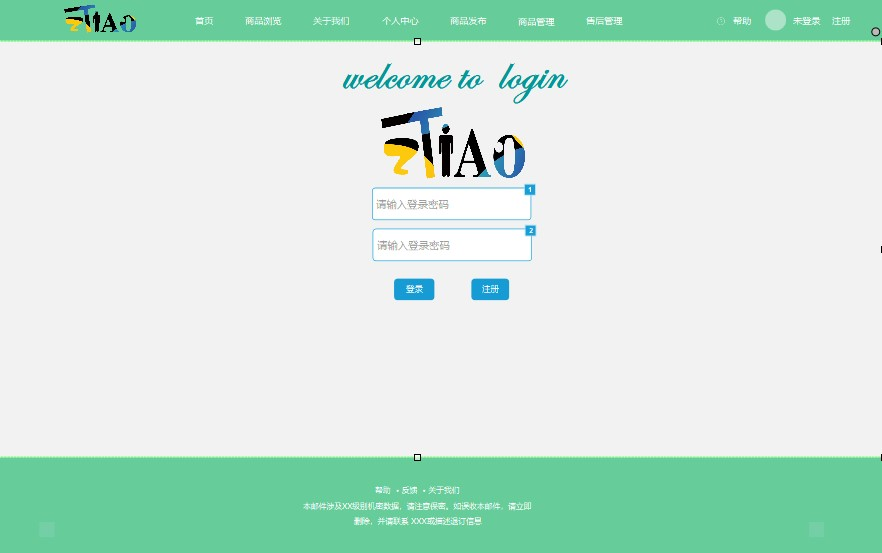 TiAO
首页 商品浏览 关于我们 个人中心 商品发布 商品管理 售后管理 帮助 未登录 注册
welcome to login
TiAO
1
请输入登录密码
2
请输入登录密码
登录 注册
帮助 • 反馈 • 关于我们
本邮件涉及XX级别机密数据，请注意保密。如误收本邮件，请立即
删除，并请联系 XXX或描述退订信息